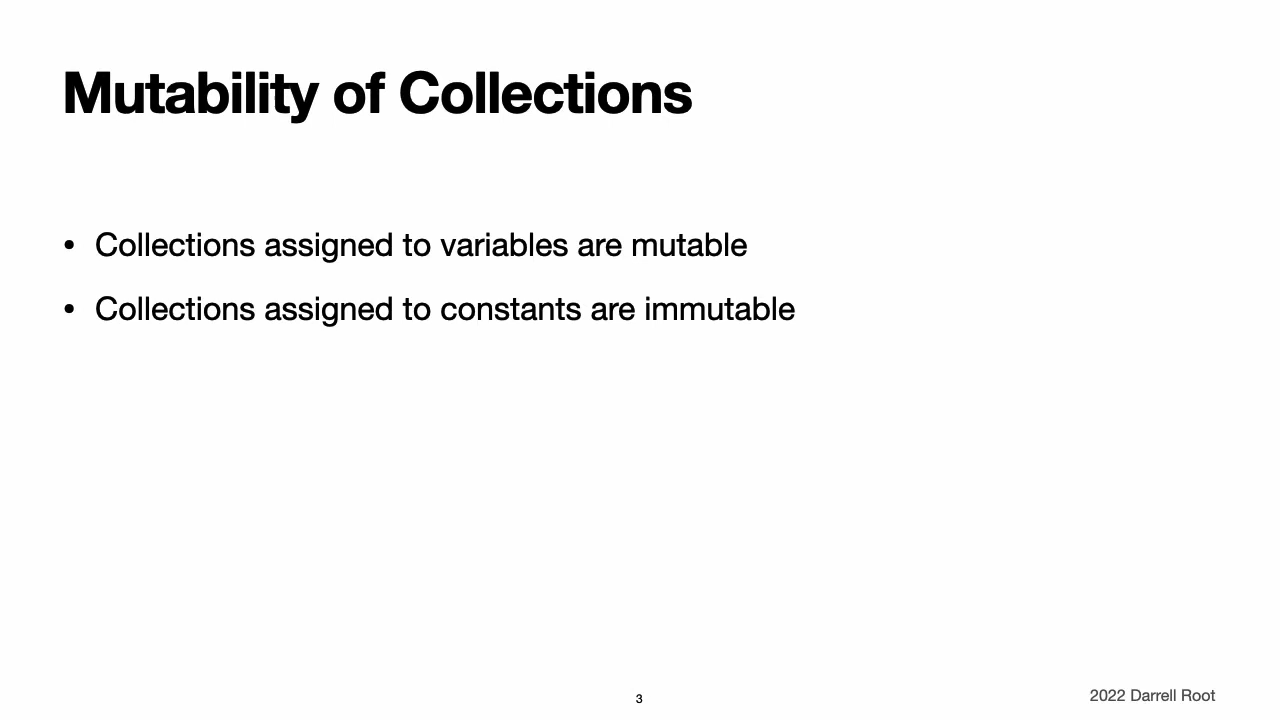 Mutability of Collections
• Collections assigned to variables are mutable
• Collections assigned to constants are immutable
3
2022 Darrell Root